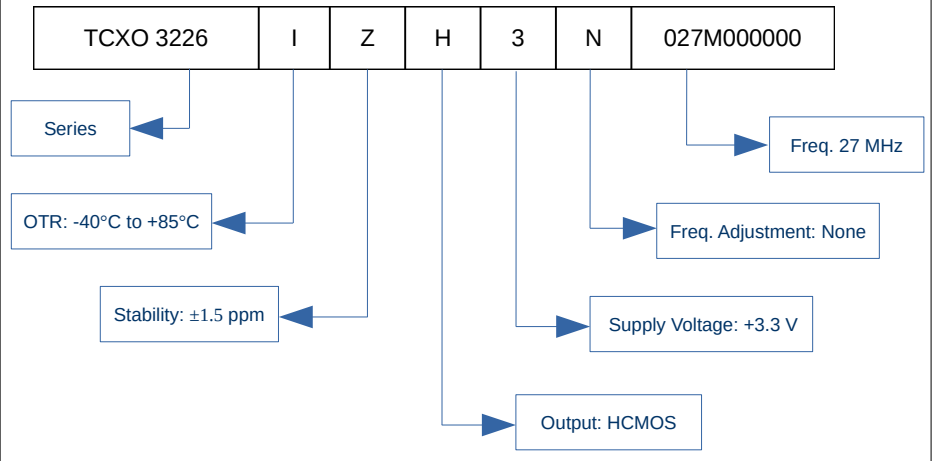 TCXO 3226 I Z H 3 N 027M000000
Series
Freq. 27 MHz
OTR: -40°C to +85°C
Freq. Adjustment: None
Stability: ±1.5 ppm
Supply Voltage: +3.3 V
Output: HCMOS